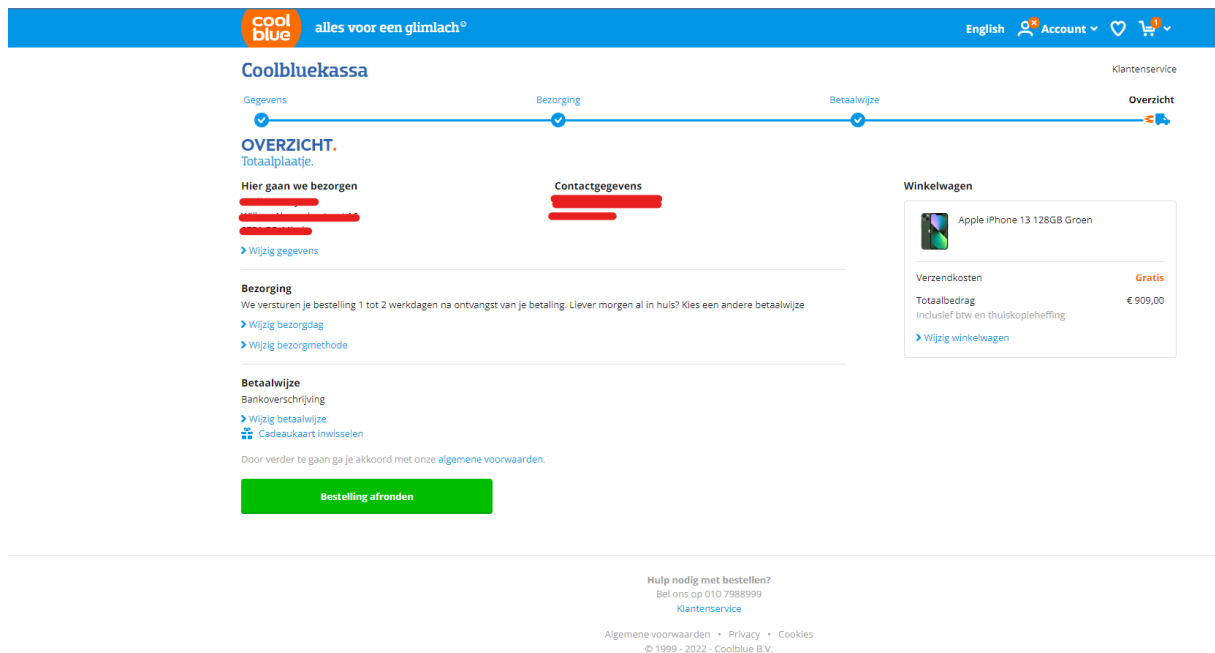 cool
blue
alles voor een glimlach©
English
Account
1
Coolbluekassa
Klantenservice
Gegevens
Bezorging
Betaalwijze
Overzicht
OVERZICHT.
Totaalplaatje.
Hier gaan we bezorgen
Contactgegevens
Wijzig gegevens
Bezorging
We versturen je bestelling 1 tot 2 werkdagen na ontvangst van je betaling. Liever morgen al in huis? Kies een andere betaalwijze
Wijzig bezorgdag
Wijzig bezorgmethode
Betaalwijze
Bankoverschrijving
Wijzig betaalwijze
Cadeaukaart inwisselen
Door verder te gaan ga je akkoord met onze algemene voorwaarden.
Bestelling afronden
Winkelwagen
Apple iPhone 13 128GB Groen
Verzendkosten Gratis
Totaalbedrag € 909,00
Inclusief btw en thuiskopieheffing
Wijzig winkelwagen
Hulp nodig met bestellen?
Bel ons op 010 7988999
Klantenservice
Algemene voorwaarden • Privacy • Cookies
© 1999 - 2022 - Coolblue B.V.